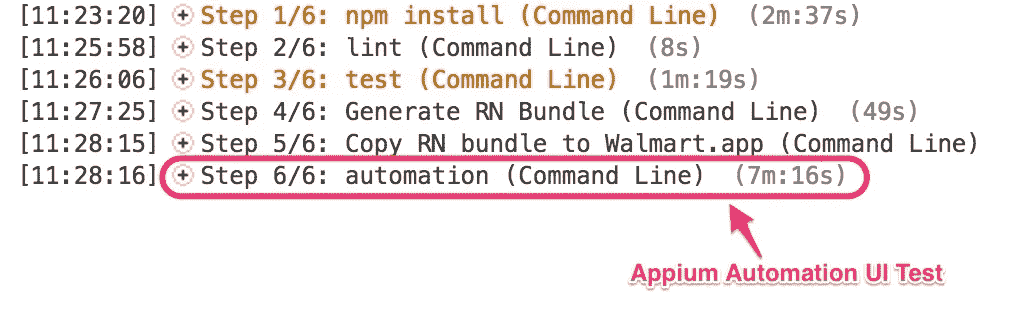 [11:23:20] Step 1/6: npm install (Command Line) (2m:37s)
[11:25:58] Step 2/6: lint (Command Line) (8s)
[11:26:06] Step 3/6: test (Command Line) (1m:19s)
[11:27:25] Step 4/6: Generate RN Bundle (Command Line) (49s)
[11:28:15] Step 5/6: Copy RN bundle to Walmart.app (Command Line)
[11:28:16] Step 6/6: automation (Command Line) (7m:16s)
Appium Automation UI Test